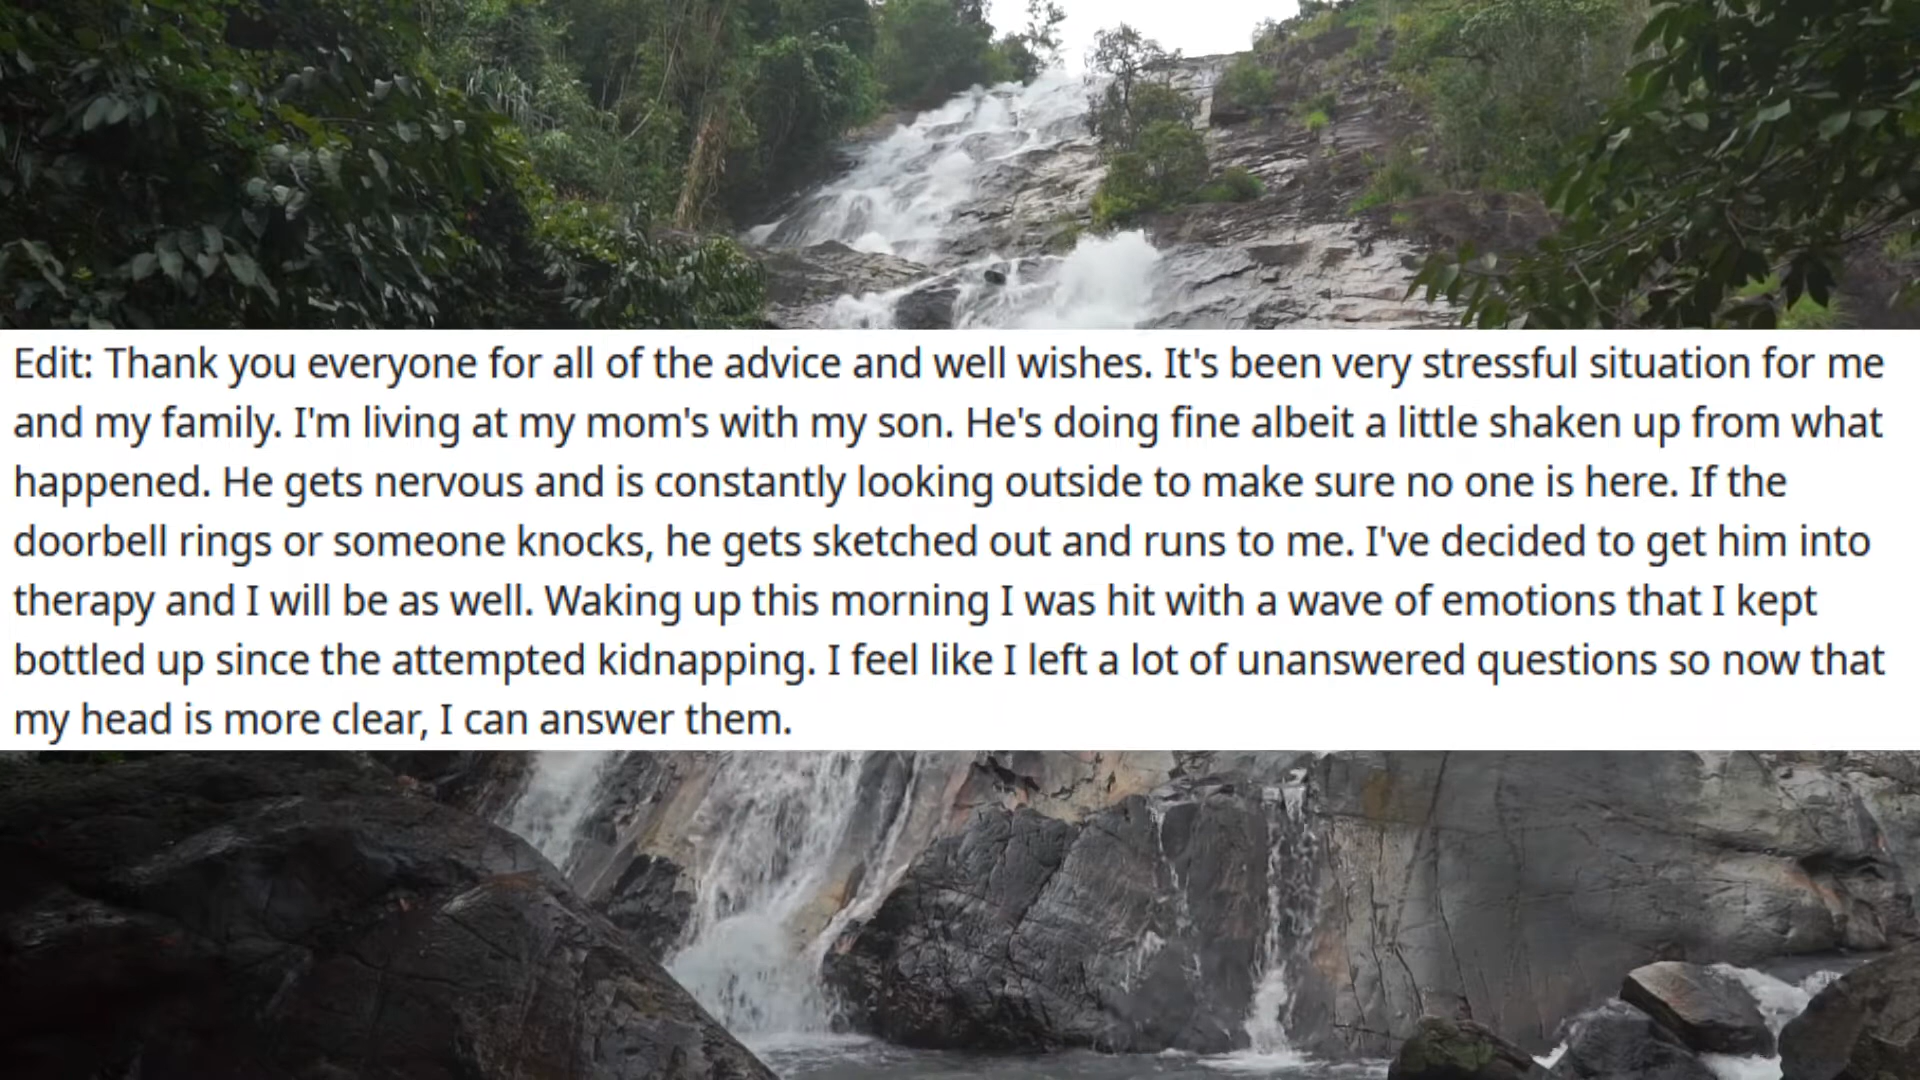 Edit: Thank you everyone for all of the advice and well wishes. It's been very stressful situation for me
and my family. I'm living at my mom's with my son. He's doing fine albeit a little shaken up from what
happened. He gets nervous and is constantly looking outside to make sure no one is here. If the
doorbell rings or someone knocks, he gets sketched out and runs to me. I've decided to get him into
therapy and I will be as well. Waking up this morning I was hit with a wave of emotions that I kept
bottled up since the attempted kidnapping. I feel like I left a lot of unanswered questions so now that
my head is more clear, I can answer them.